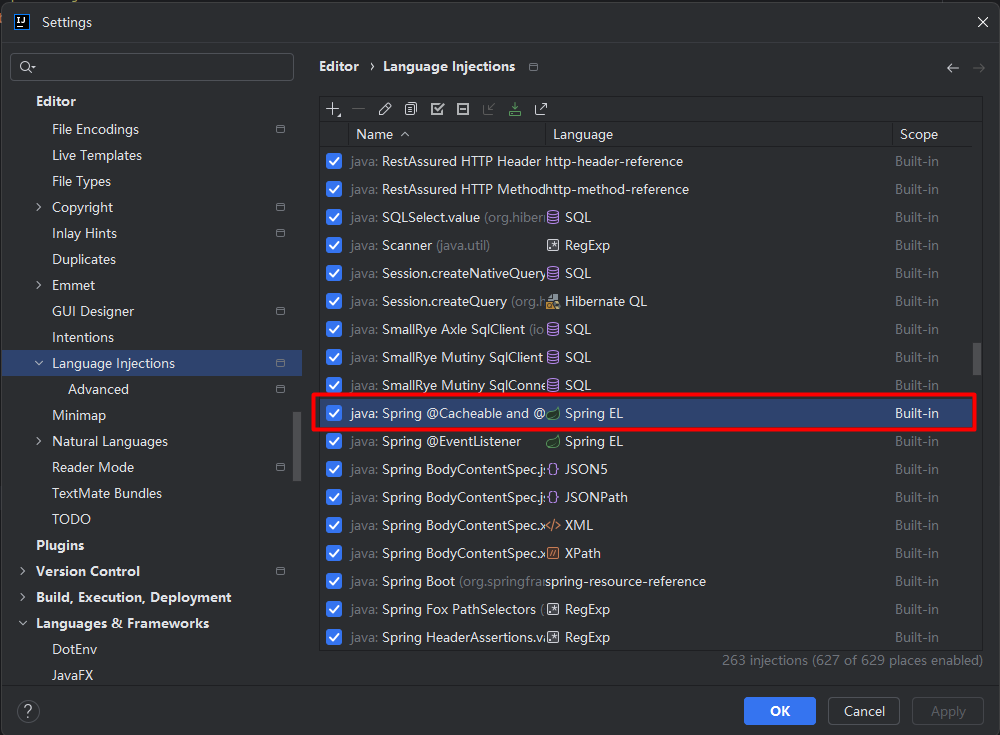 Settings
Editor › Language Injections
Editor
File Encodings
Live Templates
File Types
Copyright
Inlay Hints
Duplicates
Emmet
GUI Designer
Intentions
Language Injections
Advanced
Minimap
Natural Languages
Reader Mode
TextMate Bundles
TODO
Plugins
Version Control
Build, Execution, Deployment
Languages & Frameworks
DotEnv
JavaFX
Name Language Scope
java: RestAssured HTTP Header http-header-reference Built-in
java: RestAssured HTTP Method http-method-reference Built-in
java: SQLSelect.value (org.hiber SQL Built-in
java: Scanner (java.util) RegExp Built-in
java: Session.createNativeQuery SQL Built-in
java: Session.createQuery (org.h Hibernate QL Built-in
java: SmallRye Axle SqlClient (io SQL Built-in
java: SmallRye Mutiny SqlClient SQL Built-in
java: SmallRye Mutiny SqlConne SQL Built-in
java: Spring @Cacheable and @ Spring EL Built-in
java: Spring @EventListener Spring EL Built-in
java: Spring BodyContentSpec.js JSON5 Built-in
java: Spring BodyContentSpec.js JSONPath Built-in
java: Spring BodyContentSpec.x XML Built-in
java: Spring BodyContentSpec.x XPath Built-in
java: Spring Boot (org.springfra spring-resource-reference Built-in
java: Spring Fox PathSelectors ( RegExp Built-in
java: Spring HeaderAssertions.va RegExp Built-in
263 injections (627 of 629 places enabled)
?
OK Cancel Apply